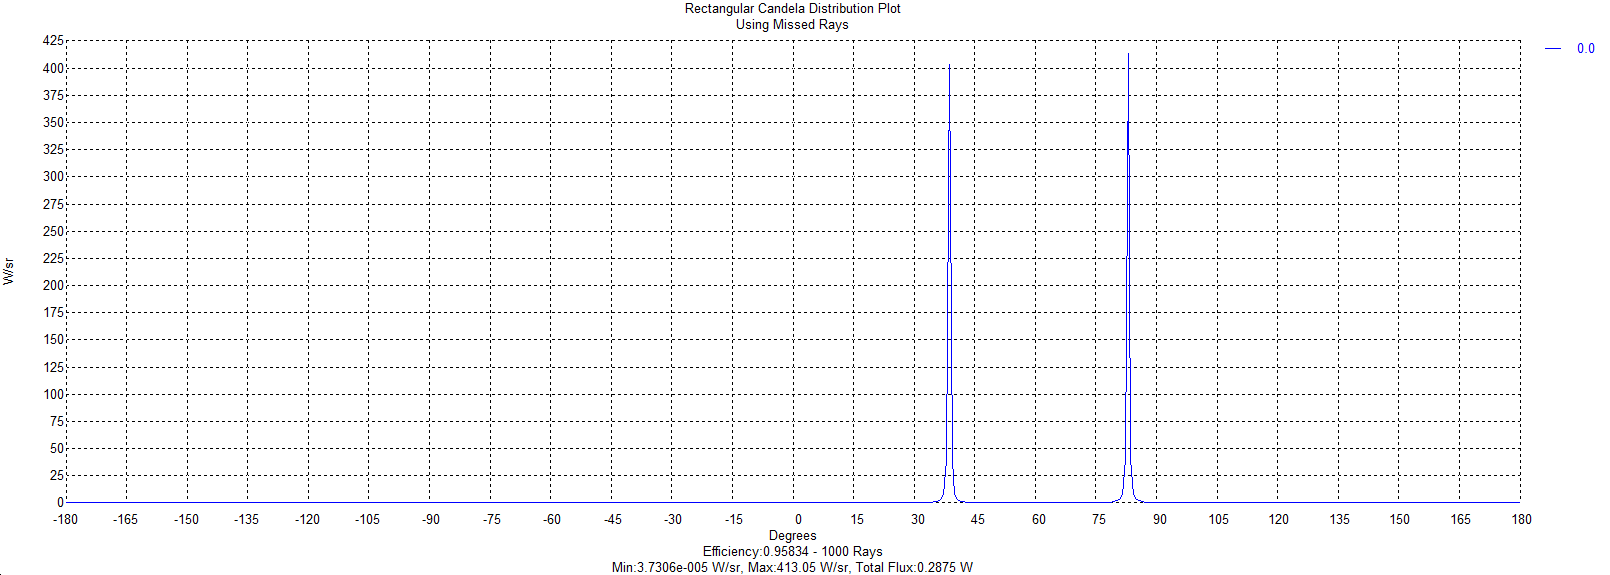 Rectangular Candela Distribution Plot
Using Missed Rays
0.0
425
400
375
350
325
300
275
250
225
200
175
150
125
100
75
50
25
0
W/sr
-180 -165 -150 -135 -120 -105 -90 -75 -60 -45 -30 -15 0 15 30 45 60 75 90 105 120 135 150 165 180
Degrees
Efficiency:0.95834 - 1000 Rays
Min:3.7306e-005 W/sr, Max:413.05 W/sr, Total Flux:0.2875 W